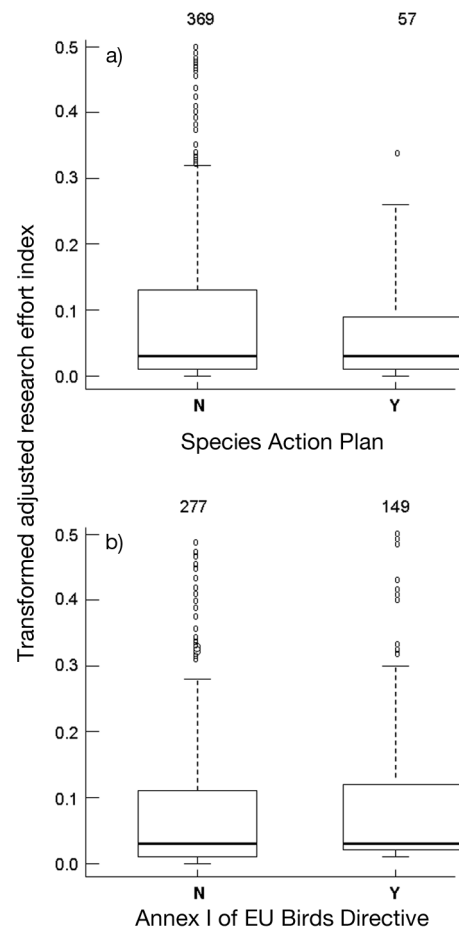 369 57
a)
0.5
0.4
0.3
0.2
0.1
0.0
N Y
Species Action Plan
Transformed adjusted research effort index
277 149
b)
0.5
0.4
0.3
0.2
0.1
0.0
N Y
Annex I of EU Birds Directive